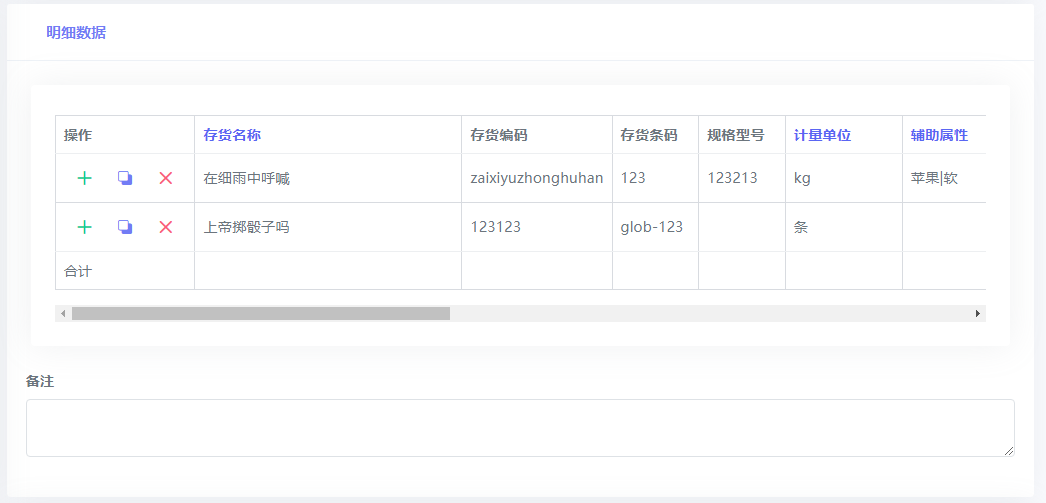 明细数据
操作 存货名称 存货编码 存货条码 规格型号 计量单位 辅助属性
在细雨中呼喊 zaixiyuzhonghuhan 123 123213 kg 苹果|软
上帝掷骰子吗 123123 glob-123 条
合计
备注